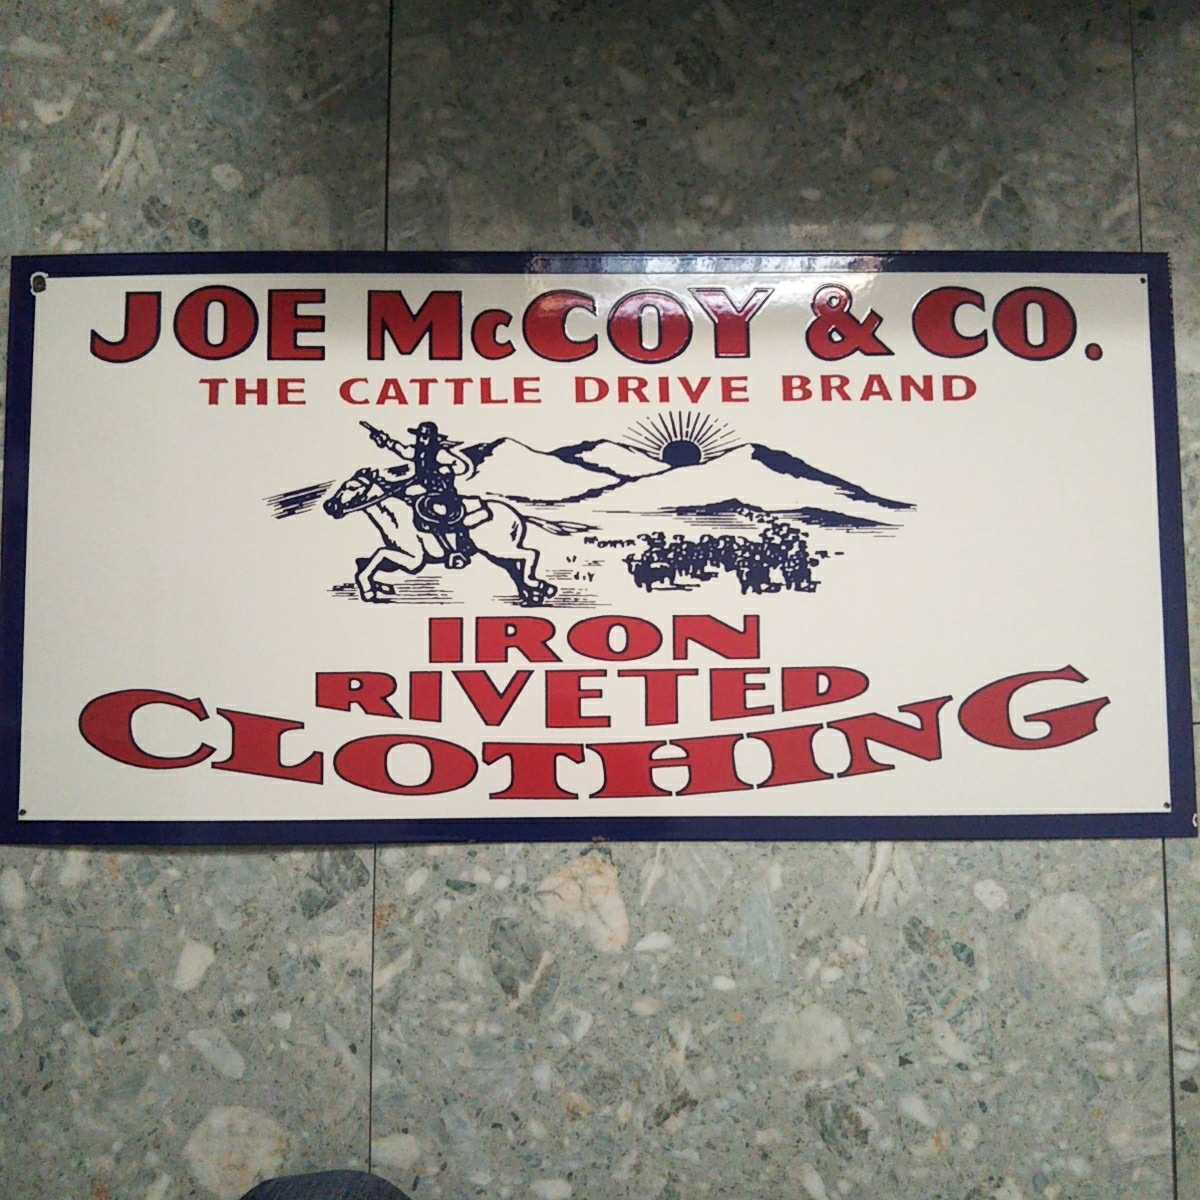 JOE McCOY & CO.
THE CATTLE DRIVE BRAND
IRON
RIVETED
CLOTHING